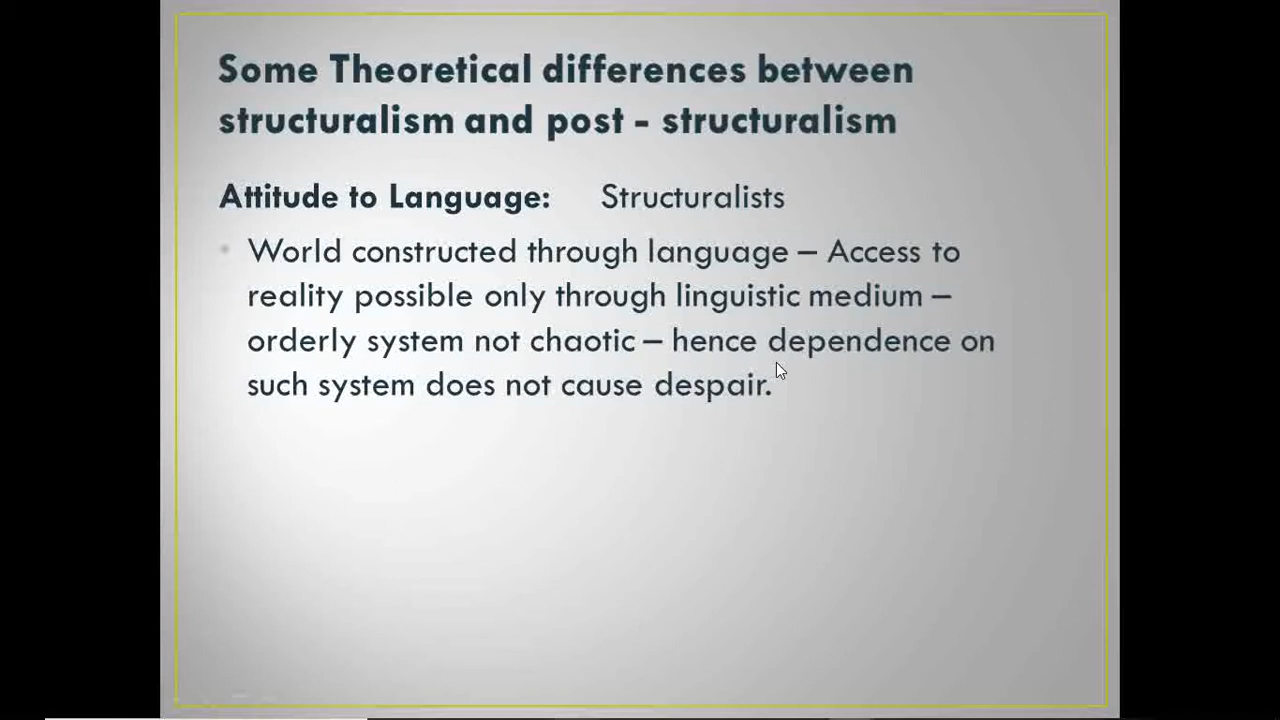 Some Theoretical differences between
structuralism and post - structuralism
Attitude to Language: Structuralists
• World constructed through language – Access to
reality possible only through linguistic medium –
orderly system not chaotic – hence dependence on
such system does not cause despair.